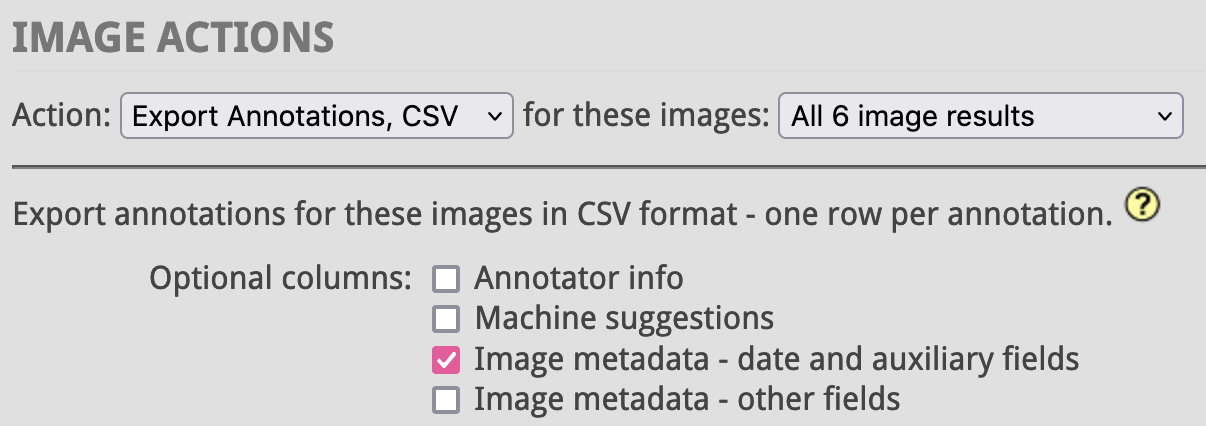 IMAGE ACTIONS
Action: Export Annotations, CSV for these images: All 6 image results
Export annotations for these images in CSV format - one row per annotation. ?
Optional columns: Annotator info
Machine suggestions
Image metadata - date and auxiliary fields
Image metadata - other fields